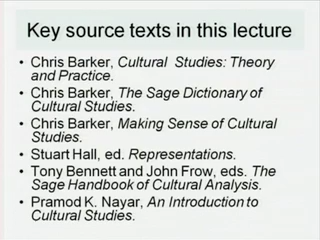 Key source texts in this lecture
• Chris Barker, Cultural Studies: Theory
and Practice.
• Chris Barker, The Sage Dictionary of
Cultural Studies.
• Chris Barker, Making Sense of Cultural
Studies.
• Stuart Hall, ed. Representations.
• Tony Bennett and John Frow, eds. The
Sage Handbook of Cultural Analysis.
• Pramod K. Nayar, An Introduction to
Cultural Studies.